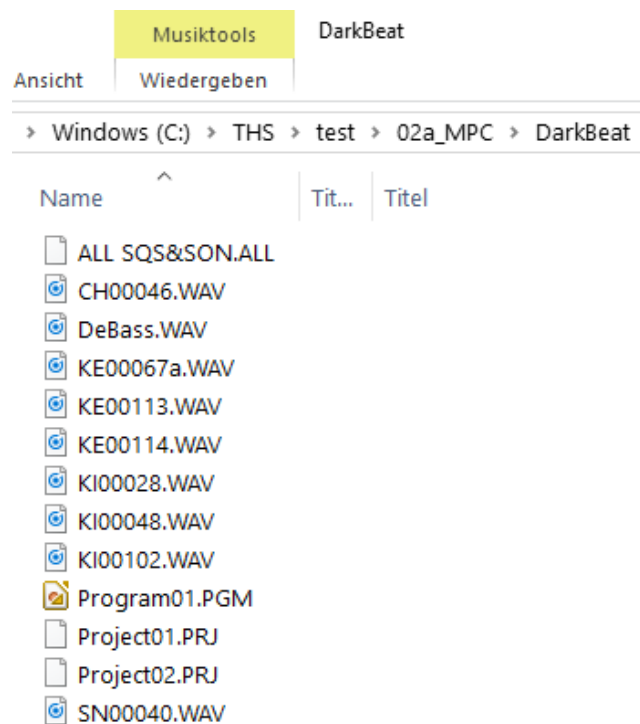 Musiktools DarkBeat
Ansicht Wiedergeben
> Windows (C:) > THS > test > 02a_MPC > DarkBeat
Name Tit... Titel
ALL SQS&SON.ALL
CH00046.WAV
DeBass.WAV
KE00067a.WAV
KE00113.WAV
KE00114.WAV
KI00028.WAV
KI00048.WAV
KI00102.WAV
Program01.PGM
Project01.PRJ
Project02.PRJ
SN00040.WAV